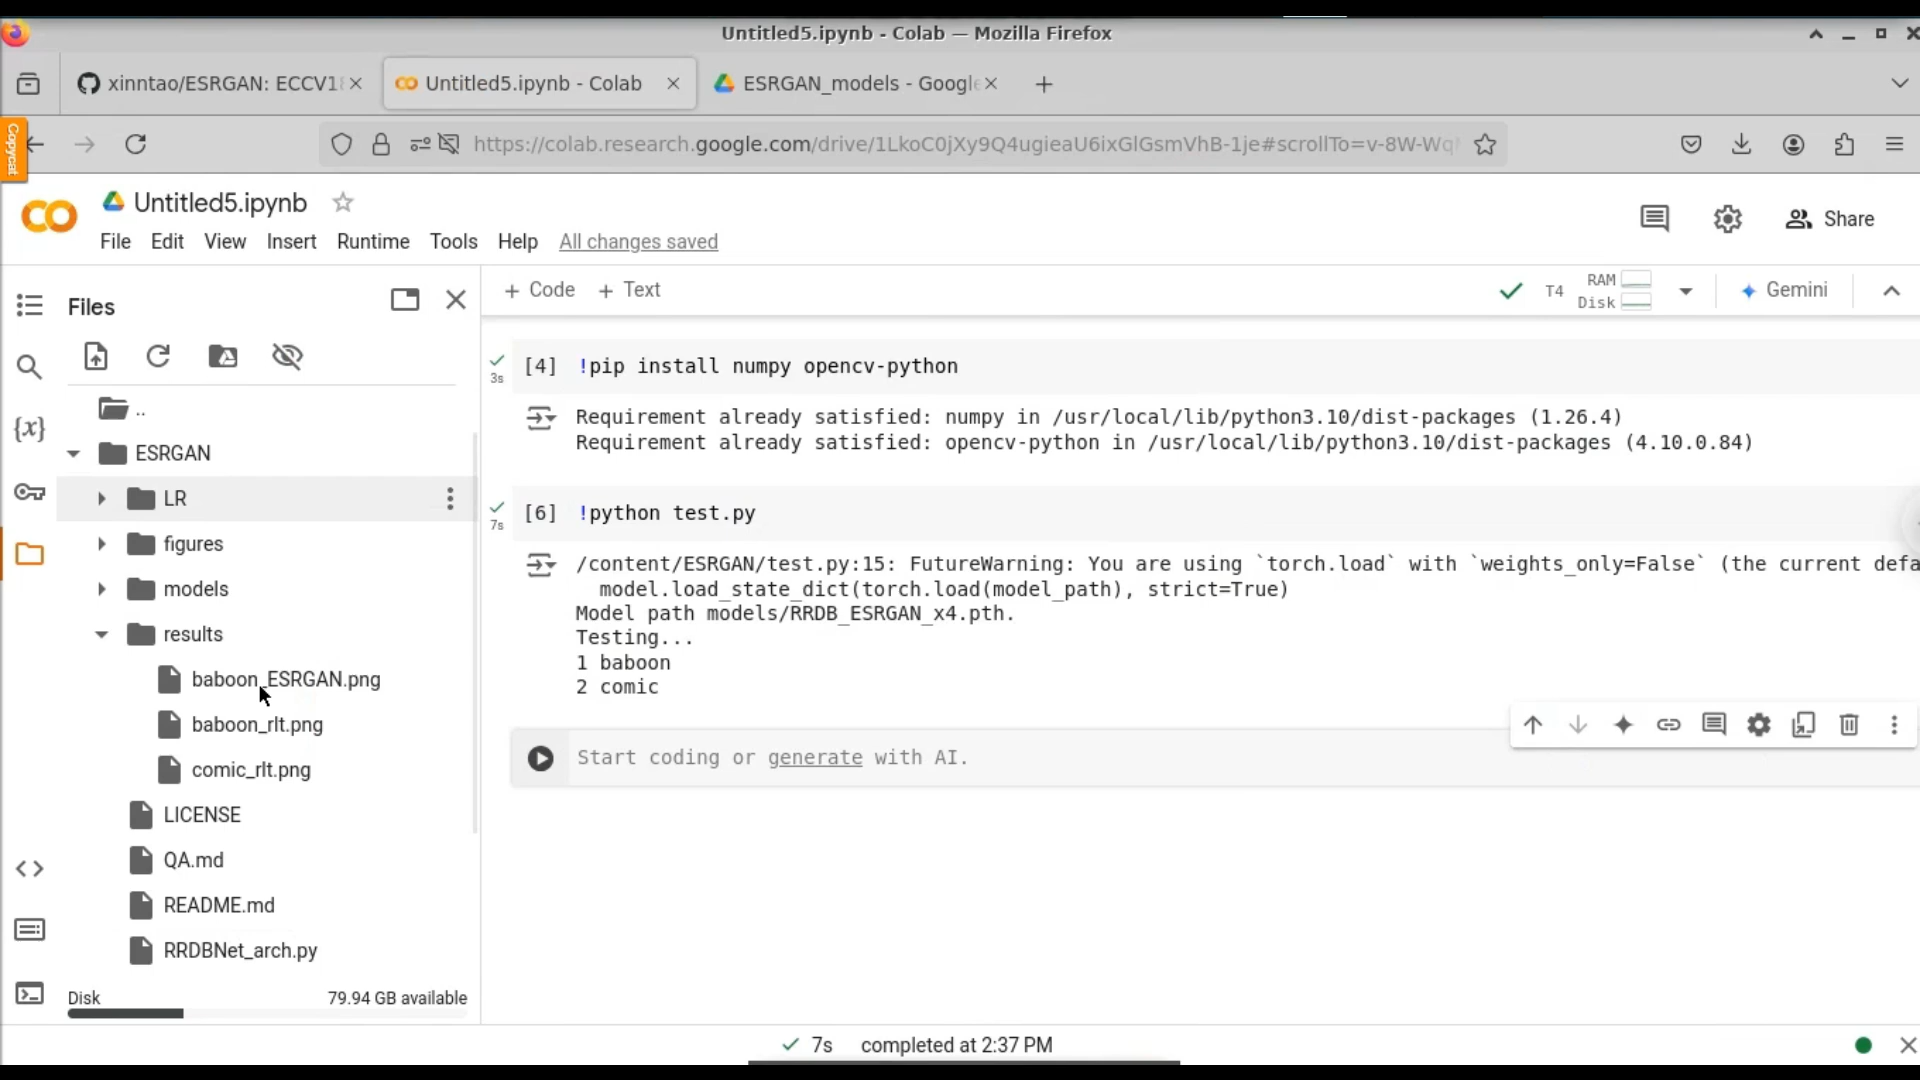 Untitled5.ipynb - Colab — Mozilla Firefox
xinntao/ESRGAN: ECCV18
Untitled5.ipynb - Colab
ESRGAN_models - Google
Copycat
https://colab.research.google.com/drive/1LkoC0jXy9Q4ugieaU6ixGlGsmVhB-1je#scrollTo=v-8W-Wq
CO
Untitled5.ipynb
Share
File Edit View Insert Runtime Tools Help All changes saved
Files
+ Code + Text
T4
RAM
Disk
Gemini
..
ESRGAN
LR
figures
models
results
baboon_ESRGAN.png
baboon_rlt.png
comic_rlt.png
LICENSE
QA.md
README.md
RRDBNet_arch.py
Disk 79.94 GB available
{x}
3s
[4] !pip install numpy opencv-python
Requirement already satisfied: numpy in /usr/local/lib/python3.10/dist-packages (1.26.4)
Requirement already satisfied: opencv-python in /usr/local/lib/python3.10/dist-packages (4.10.0.84)
7s
[6] !python test.py
/content/ESRGAN/test.py:15: FutureWarning: You are using `torch.load` with `weights_only=False` (the current defa
model.load_state_dict(torch.load(model_path), strict=True)
Model path models/RRDB_ESRGAN_x4.pth.
Testing...
1 baboon
2 comic
Start coding or generate with AI.
7s completed at 2:37 PM